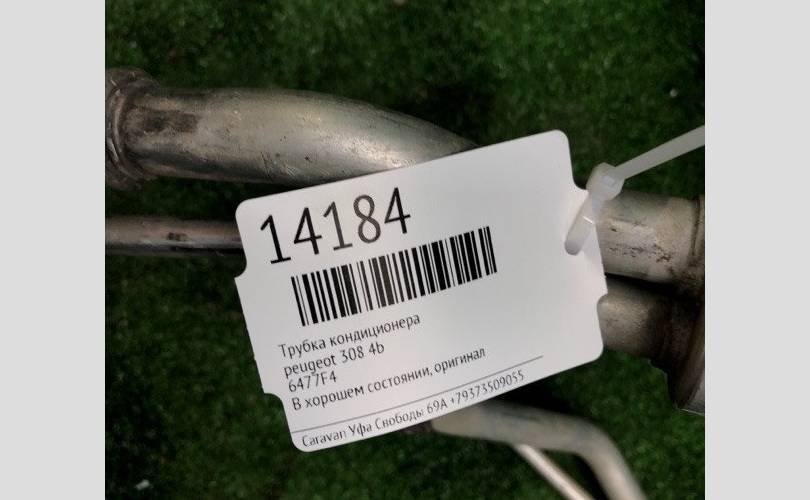 14184
Трубка кондиционера
peugeot 308 4b
6477F4
В хорошем состоянии, оригинал
Caravan Уфа Свободы 69А +79373509055